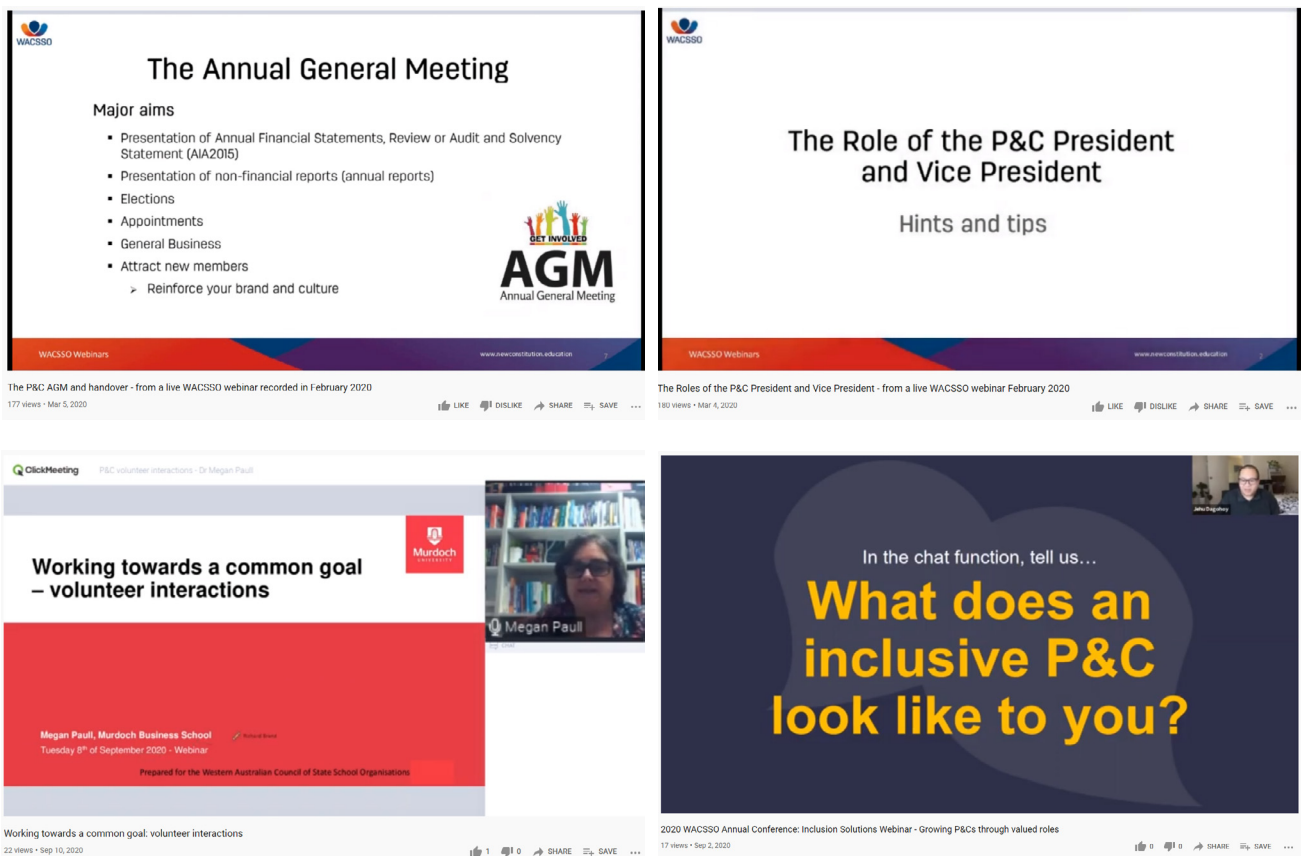 WACSSO
The Annual General Meeting
Major aims
▪ Presentation of Annual Financial Statements, Review or Audit and Solvency
Statement (AIA2015)
▪ Presentation of non-financial reports (annual reports)
▪ Elections
▪ Appointments
▪ General Business
▪ Attract new members
➢ Reinforce your brand and culture
GET INVOLVED
AGM
Annual General Meeting
WACSSO Webinars
www.newconstitution.education
7
The P&C AGM and handover - from a live WACSSO webinar recorded in February 2020
177 views • Mar 5, 2020
LIKE DISLIKE SHARE SAVE ...
WACSSO
The Role of the P&C President
and Vice President
Hints and tips
WACSSO Webinars
www.newconstitution.education
The Roles of the P&C President and Vice President - from a live WACSSO webinar February 2020
180 views • Mar 4, 2020
LIKE DISLIKE SHARE SAVE ...
ClickMeeting P&C volunteer interactions - Dr Megan Paull
Murdoch
UNIVERSITY
Working towards a common goal
– volunteer interactions
Megan Paull
Megan Paull, Murdoch Business School
Tuesday 8th of September 2020 - Webinar
Prepared for the Western Australian Council of State School Organisations
Working towards a common goal: volunteer interactions
22 views • Sep 10, 2020
1 0 SHARE SAVE ...
In the chat function, tell us...
What does an
inclusive P&C
look like to you?
2020 WACSSO Annual Conference: Inclusion Solutions Webinar - Growing P&Cs through valued roles
17 views • Sep 2, 2020
0 0 SHARE SAVE ...